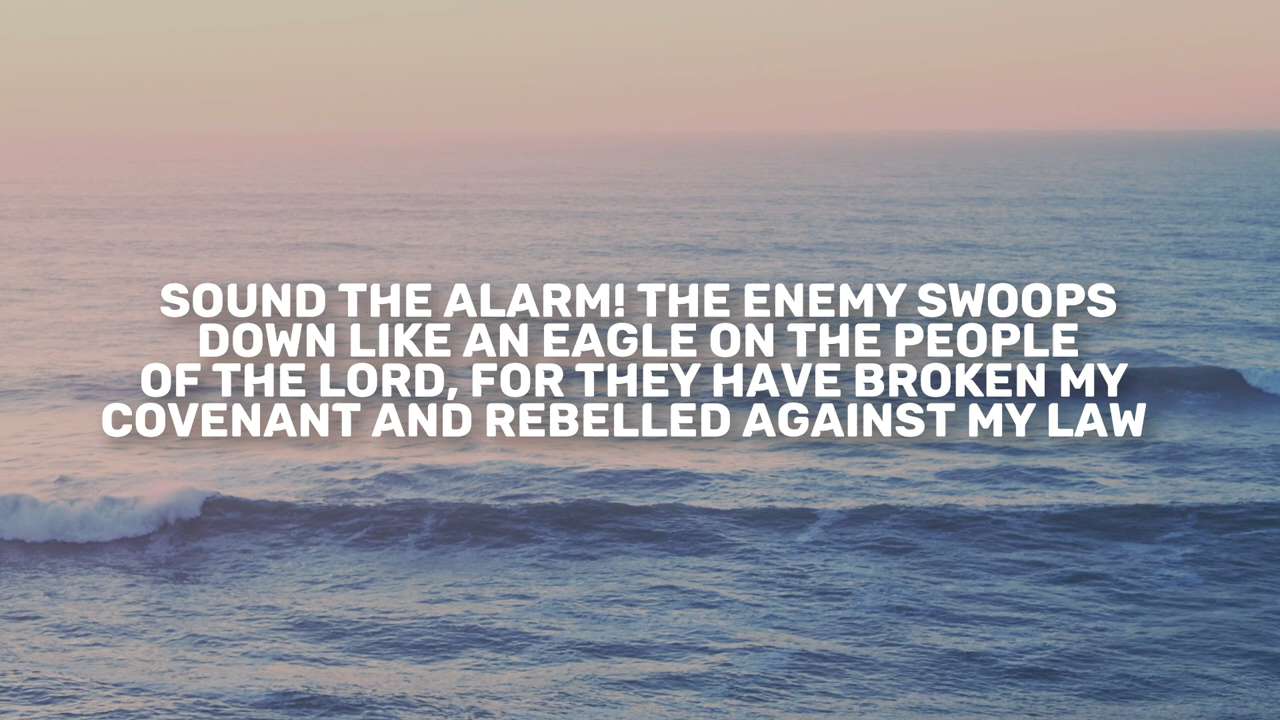 SOUND THE ALARM! THE ENEMY SWOOPS
DOWN LIKE AN EAGLE ON THE PEOPLE
OF THE LORD, FOR THEY HAVE BROKEN MY
COVENANT AND REBELLED AGAINST MY LAW